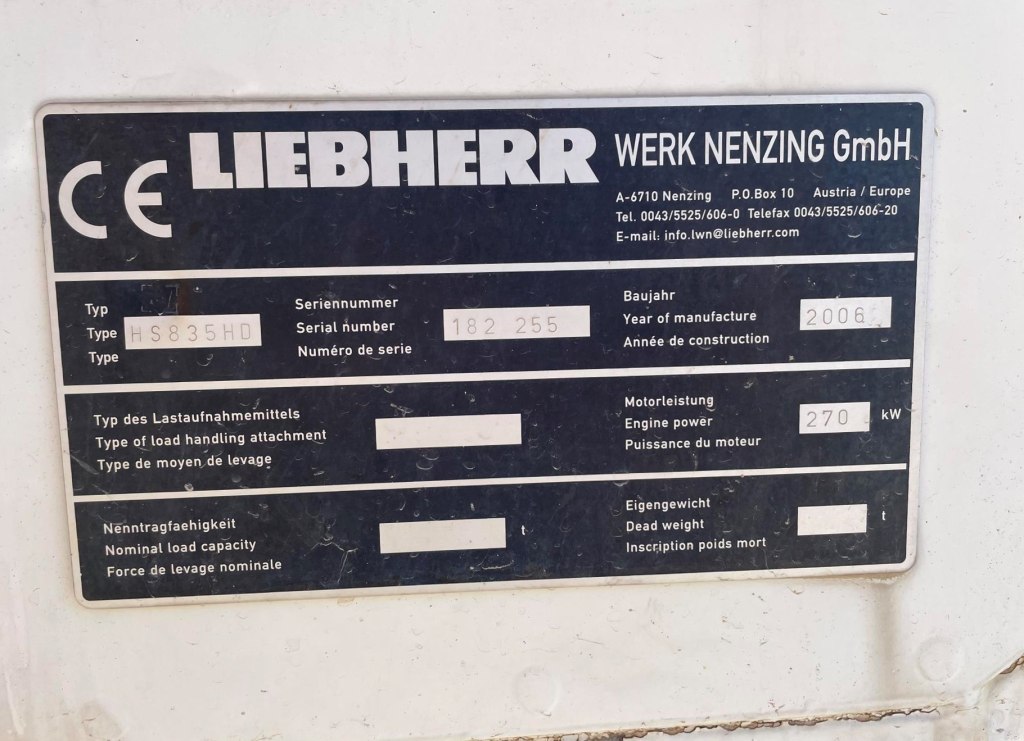 CE LIEBHERR WERK NENZING GmbH
A-6710 Nenzing P.O.Box 10 Austria / Europe
Tel. 0043/5525/606-0 Telefax 0043/5525/606-20
E-mail: info.lwn@liebherr.com
Typ
Type HS835HD
Type
Seriennummer
Serial number 182 255
Numéro de serie
Baujahr
Year of manufacture 2006
Année de construction
Typ des Lastaufnahmemittels
Type of load handling attachment
Type de moyen de levage
Motorleistung
Engine power 270 kW
Puissance du moteur
Nenntragfaehigkeit
Nominal load capacity t
Force de levage nominale
Eigengewicht
Dead weight t
Inscription poids mort